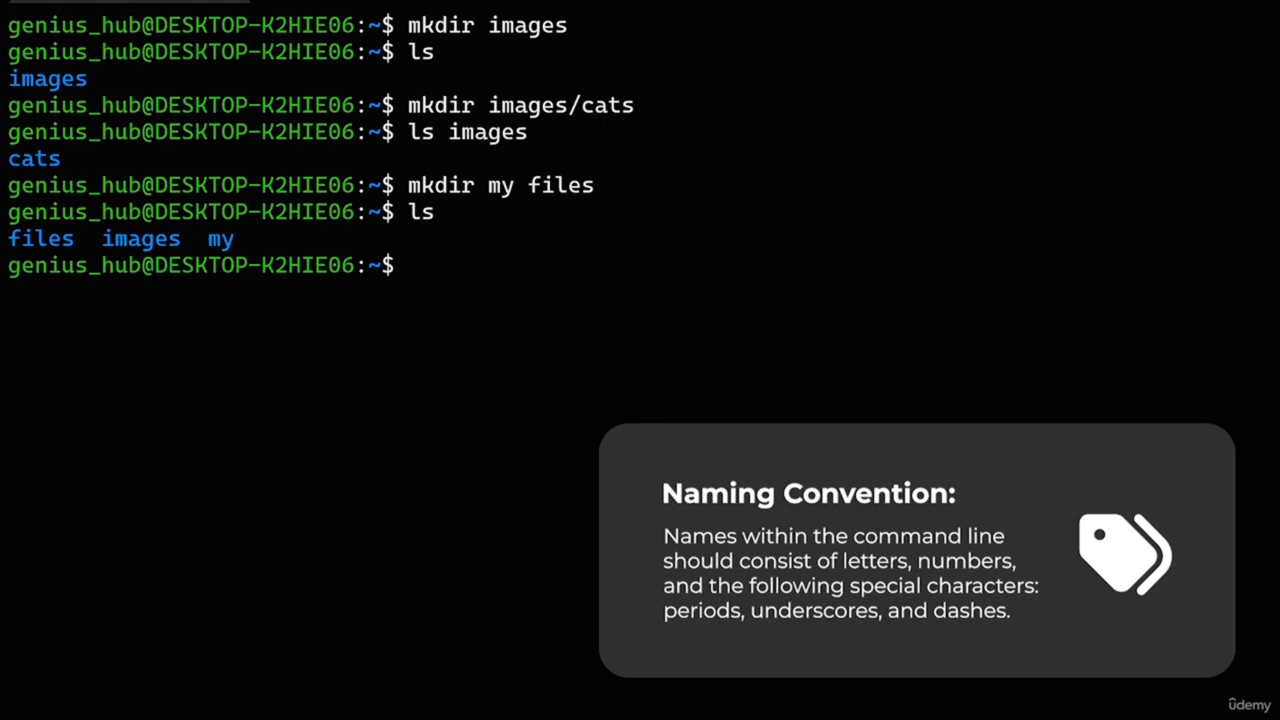 genius_hub@DESKTOP-K2HIE06:~$ mkdir images
genius_hub@DESKTOP-K2HIE06:~$ ls
images
genius_hub@DESKTOP-K2HIE06:~$ mkdir images/cats
genius_hub@DESKTOP-K2HIE06:~$ ls images
cats
genius_hub@DESKTOP-K2HIE06:~$ mkdir my files
genius_hub@DESKTOP-K2HIE06:~$ ls
files  images  my
genius_hub@DESKTOP-K2HIE06:~$
Naming Convention:
Names within the command line
should consist of letters, numbers,
and the following special characters:
periods, underscores, and dashes.
ûdemy